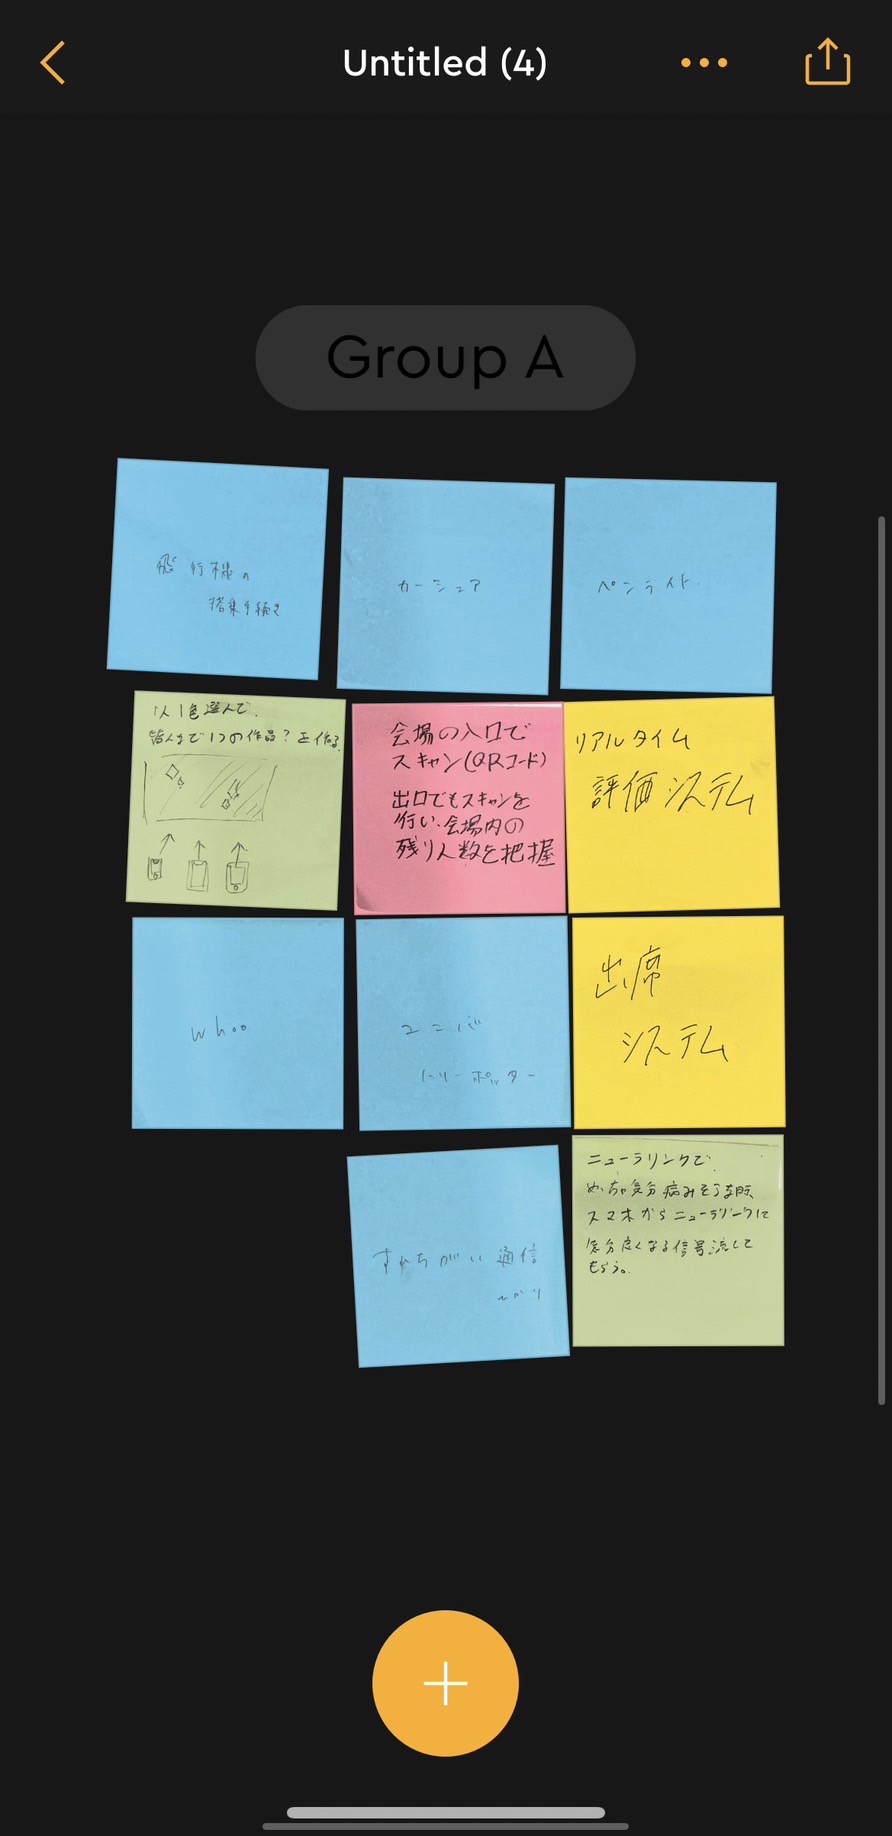 Untitled (4)
Group A
飛行機の
搭乗手続き
カーシェア
ペンライト
1人1色選んで、
皆んなで1つの作品?を作る
会場の入口で
スキャン(QRコード)
出口でもスキャンを
行い、会場内の
残り人数を把握
リアルタイム
評価システム
whoo
ユニバ
ハリーポッター
出席
システム
すれちがい通信
ニューラリンクで
めっちゃ気分病みそうな時、
スマホからニューラリンクに
気分良くなる信号流して
もらう。